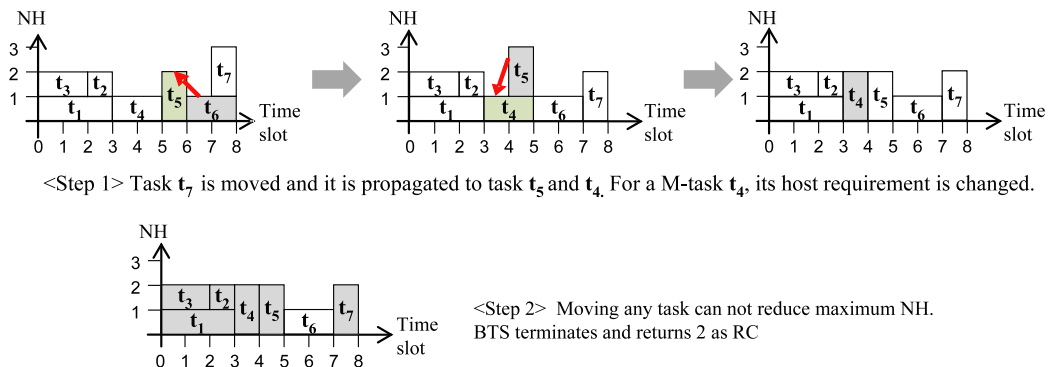 NH
3
2
1
t3 t2
t1
t4
t5
t6
t7
Time
slot
0 1 2 3 4 5 6 7 8
NH
3
2
1
t3 t2
t1
t4
t5
t6
t7
Time
slot
0 1 2 3 4 5 6 7 8
NH
3
2
1
t3 t2
t1
t4
t5
t6
t7
Time
slot
0 1 2 3 4 5 6 7 8
<Step 1> Task t7 is moved and it is propagated to task t5 and t4. For a M-task t4, its host requirement is changed.
NH
3
2
1
t3 t2
t1
t4
t5
t6
t7
Time
slot
0 1 2 3 4 5 6 7 8
<Step 2> Moving any task can not reduce maximum NH.
BTS terminates and returns 2 as RC